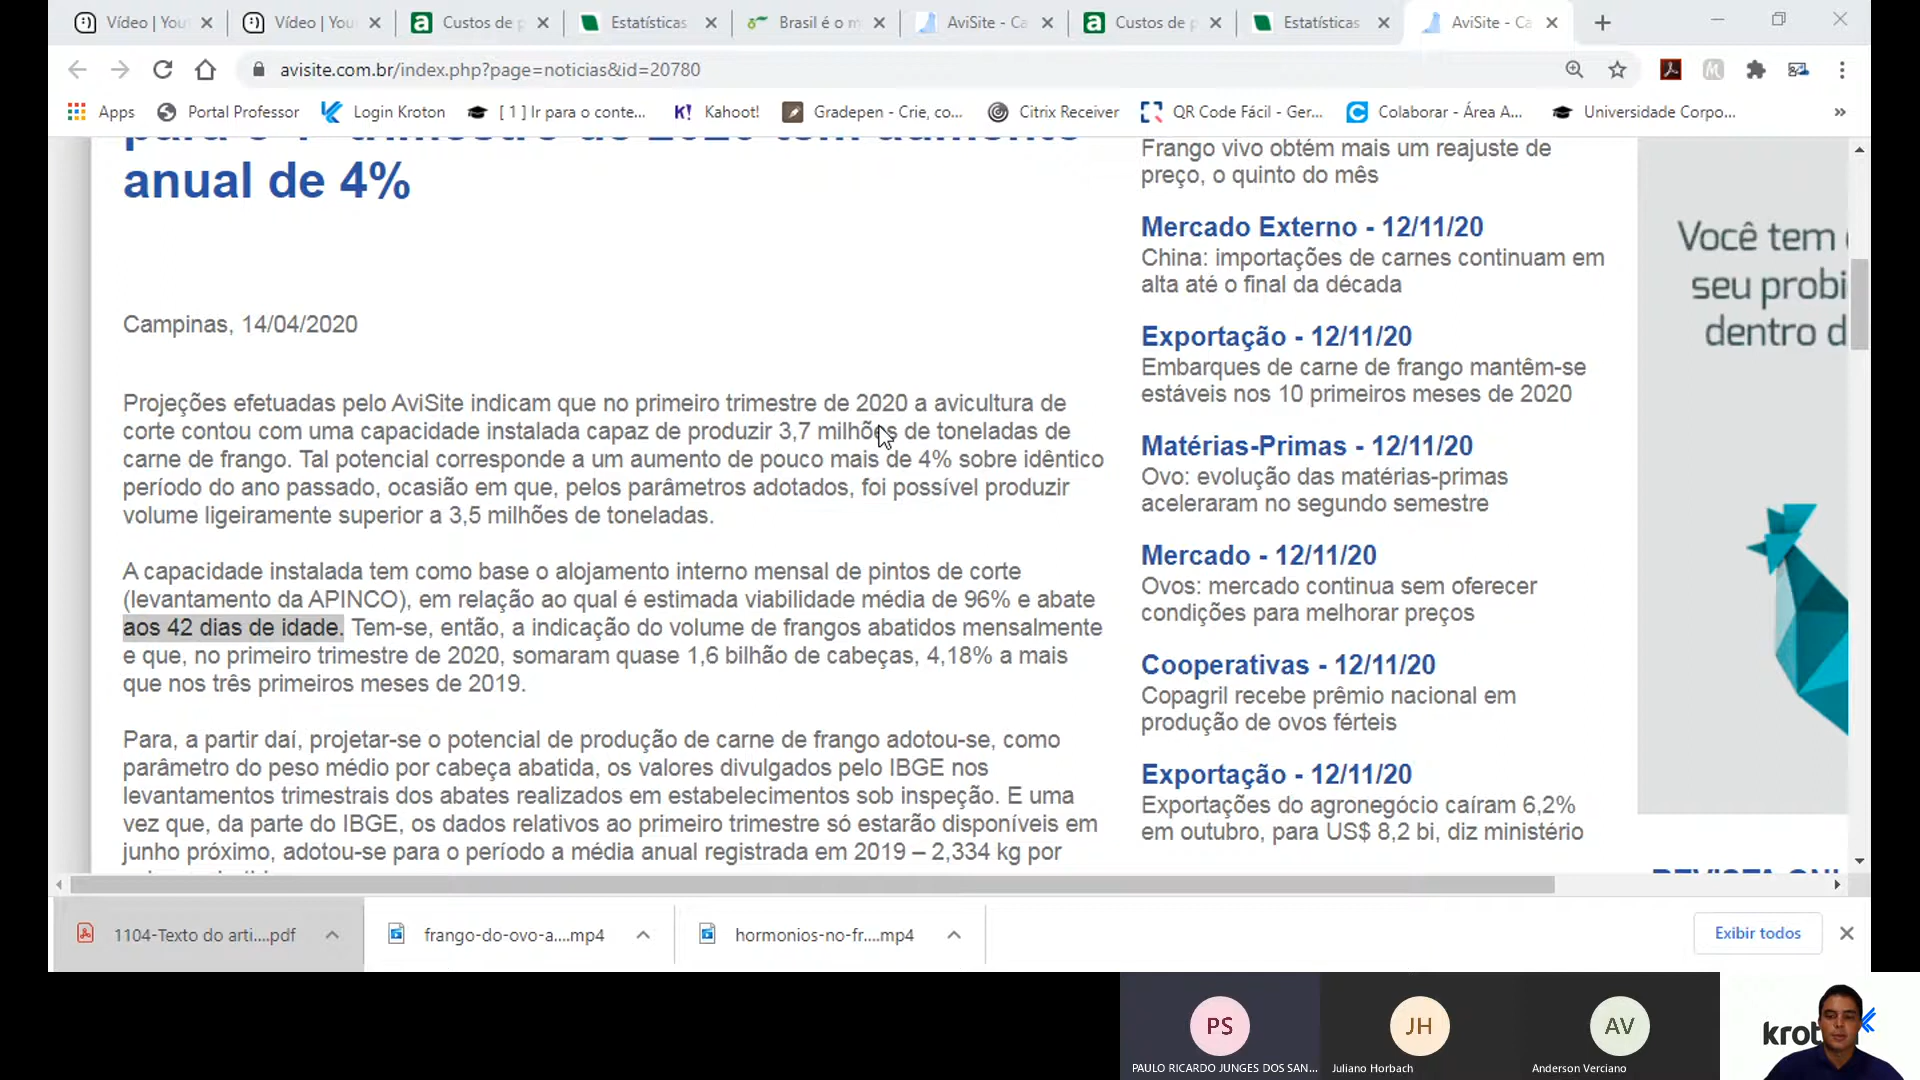 Vídeo | You
Vídeo | You
Custos de p
Estatísticas
Brasil é o m
AviSite - Ca
Custos de p
Estatísticas
AviSite - Ca
avisite.com.br/index.php?page=noticias&id=20780
Apps
Portal Professor
Login Kroton
[ 1 ] Ir para o conte...
K! Kahoot!
Gradepen - Crie, co...
Citrix Receiver
QR Code Fácil - Ger...
Colaborar - Área A...
Universidade Corpo...
»
anual de 4%
Campinas, 14/04/2020
Projeções efetuadas pelo AviSite indicam que no primeiro trimestre de 2020 a avicultura de
corte contou com uma capacidade instalada capaz de produzir 3,7 milhões de toneladas de
carne de frango. Tal potencial corresponde a um aumento de pouco mais de 4% sobre idêntico
período do ano passado, ocasião em que, pelos parâmetros adotados, foi possível produzir
volume ligeiramente superior a 3,5 milhões de toneladas.
A capacidade instalada tem como base o alojamento interno mensal de pintos de corte
(levantamento da APINCO), em relação ao qual é estimada viabilidade média de 96% e abate
aos 42 dias de idade. Tem-se, então, a indicação do volume de frangos abatidos mensalmente
e que, no primeiro trimestre de 2020, somaram quase 1,6 bilhão de cabeças, 4,18% a mais
que nos três primeiros meses de 2019.
Para, a partir daí, projetar-se o potencial de produção de carne de frango adotou-se, como
parâmetro do peso médio por cabeça abatida, os valores divulgados pelo IBGE nos
levantamentos trimestrais dos abates realizados em estabelecimentos sob inspeção. E uma
vez que, da parte do IBGE, os dados relativos ao primeiro trimestre só estarão disponíveis em
junho próximo, adotou-se para o período a média anual registrada em 2019 – 2,334 kg por
Frango vivo obtém mais um reajuste de
preço, o quinto do mês
Mercado Externo - 12/11/20
China: importações de carnes continuam em
alta até o final da década
Exportação - 12/11/20
Embarques de carne de frango mantêm-se
estáveis nos 10 primeiros meses de 2020
Matérias-Primas - 12/11/20
Ovo: evolução das matérias-primas
aceleraram no segundo semestre
Mercado - 12/11/20
Ovos: mercado continua sem oferecer
condições para melhorar preços
Cooperativas - 12/11/20
Copagril recebe prêmio nacional em
produção de ovos férteis
Exportação - 12/11/20
Exportações do agronegócio caíram 6,2%
em outubro, para US$ 8,2 bi, diz ministério
Você tem
seu probi
dentro d
1104-Texto do arti....pdf
frango-do-ovo-a....mp4
hormonios-no-fr....mp4
Exibir todos
PS
PAULO RICARDO JUNGES DOS SAN...
JH
Juliano Horbach
AV
Anderson Verciano